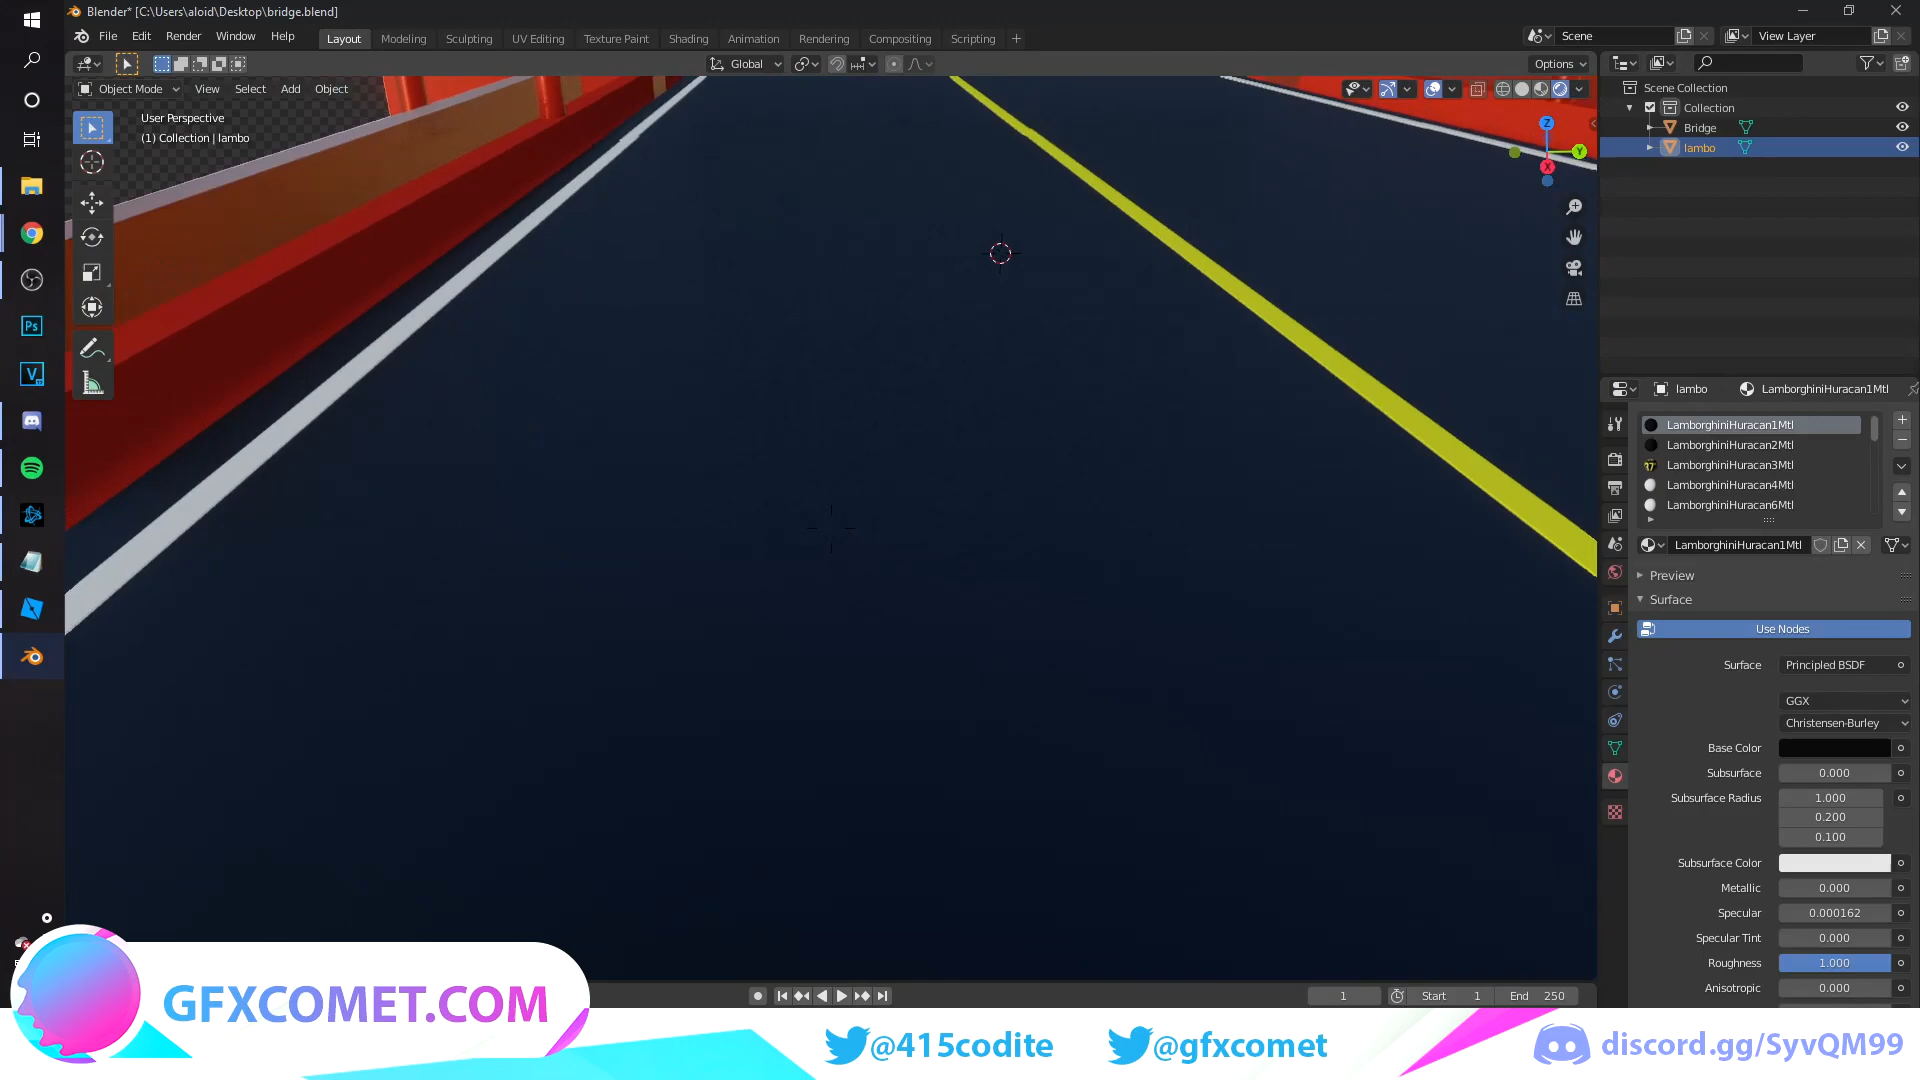 Blender* [C:\Users\aloid\Desktop\bridge.blend]
File Edit Render Window Help
Layout Modeling Sculpting UV Editing Texture Paint Shading Animation Rendering Compositing Scripting
Scene
View Layer
Global
Options
Object Mode View Select Add Object
User Perspective
(1) Collection | lambo
Z
Y
X
Scene Collection
Collection
Bridge
lambo
lambo
LamborghiniHuracan1Mtl
LamborghiniHuracan1Mtl
LamborghiniHuracan2Mtl
LamborghiniHuracan3Mtl
LamborghiniHuracan4Mtl
LamborghiniHuracan6Mtl
LamborghiniHuracan1Mtl
Preview
Surface
Use Nodes
Surface Principled BSDF
GGX
Christensen-Burley
Base Color
Subsurface 0.000
Subsurface Radius 1.000
0.200
0.100
Subsurface Color
Metallic 0.000
Specular 0.000162
Specular Tint 0.000
Roughness 1.000
Anisotropic 0.000
1
Start 1
End 250
Ps
GFXCOMET.COM
@415codite
@gfxcomet
discord.gg/SyvQM99